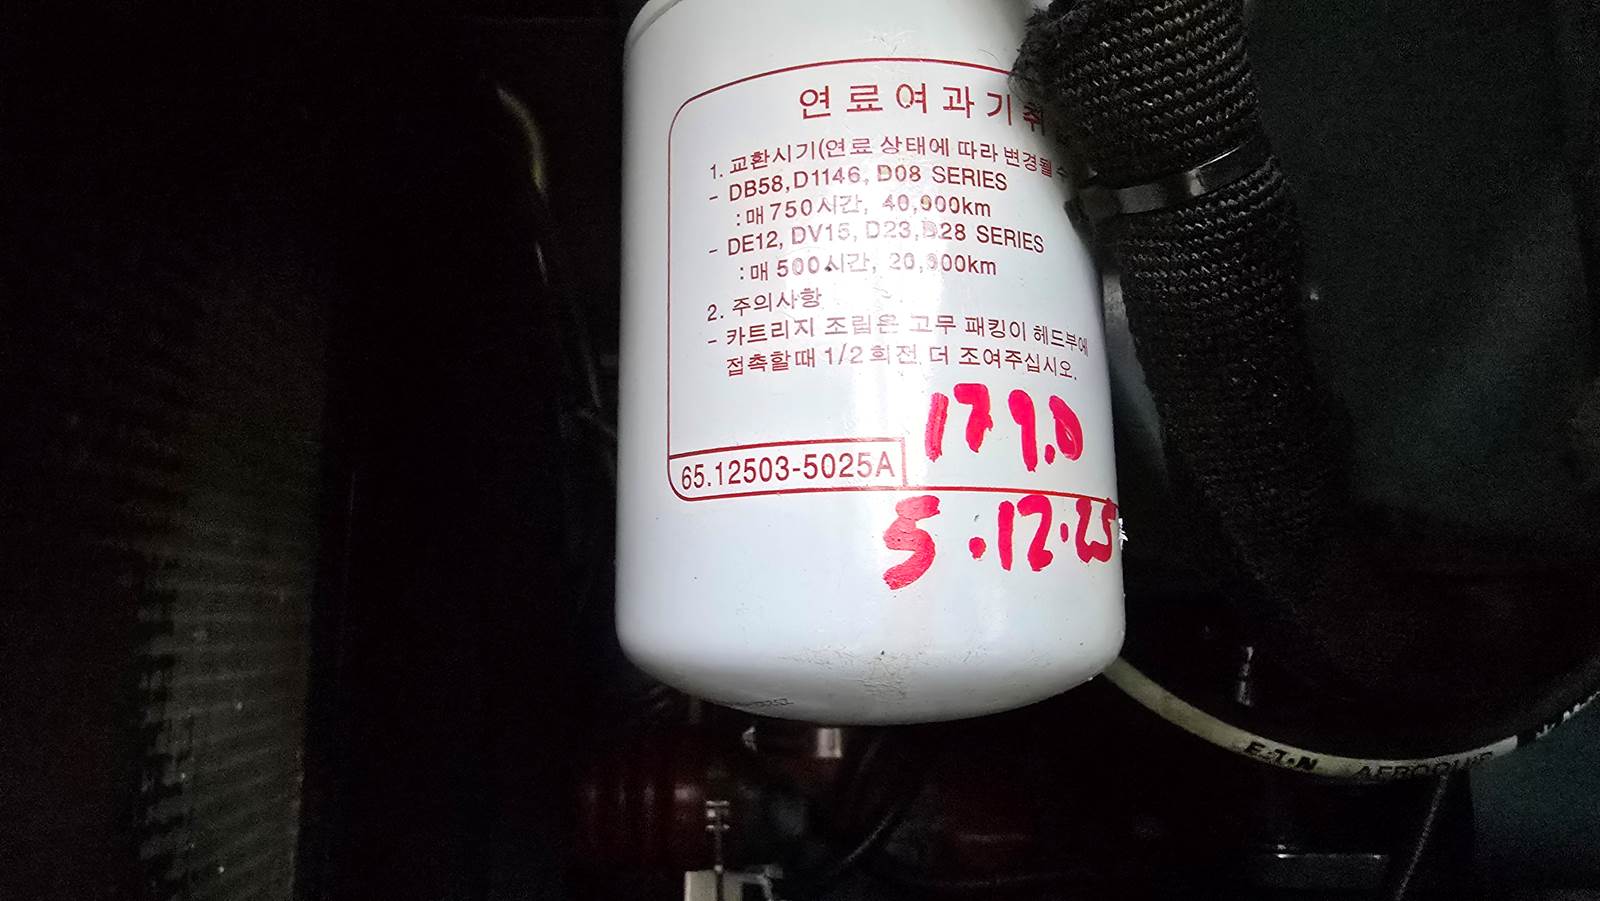 연료여과기취
1. 교환시기(연료 상태에 따라 변경될수
- DB58, D1146, D08 SERIES
: 매 750시간, 40,000km
- DE12, DV15, D23, D28 SERIES
: 매 500시간, 20,000km
2. 주의사항
- 카트리지 조립은 고무 패킹이 헤드부에
접촉할때 1/2회전 더 조여주십시오.
179.0
65.12503-5025A
5.12.25
AEROQUIP